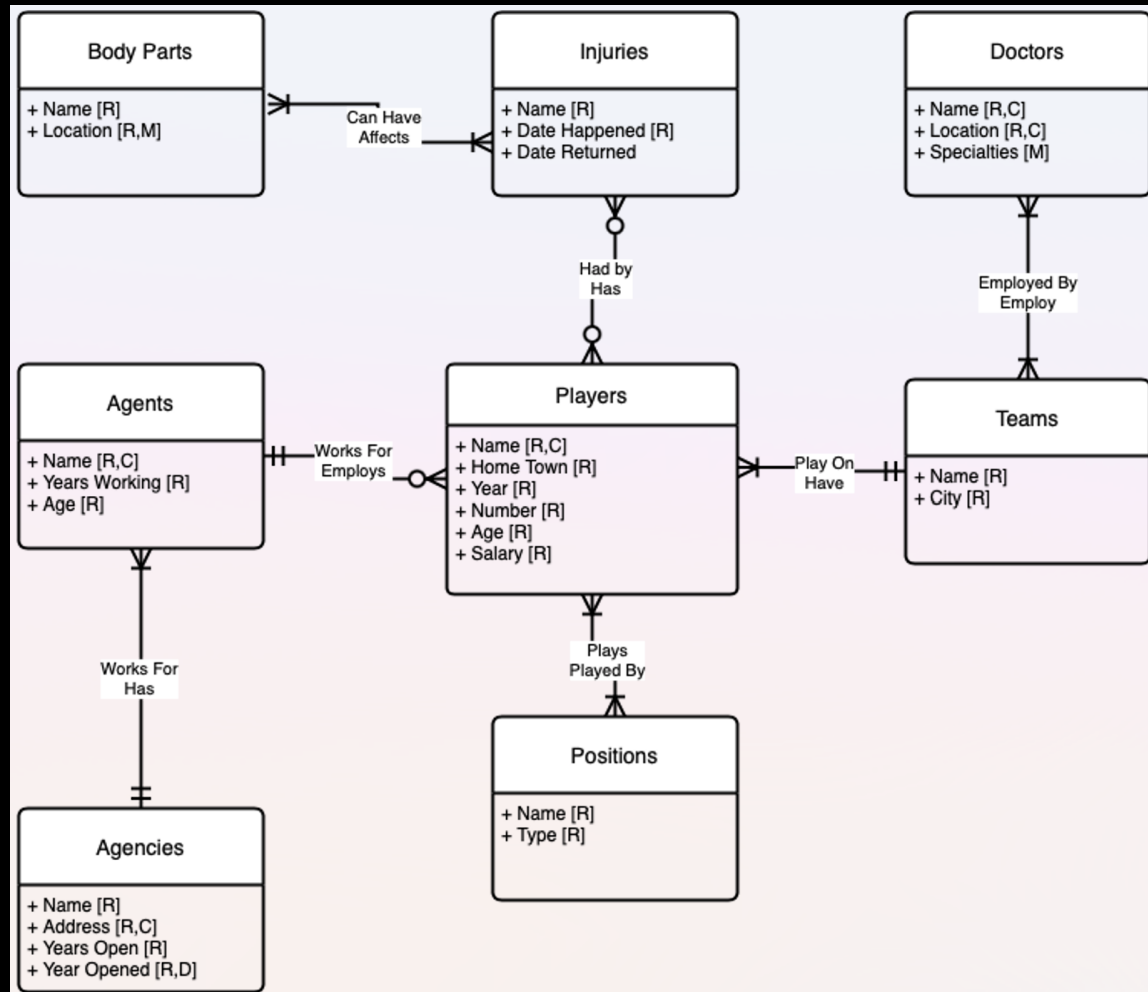 Body Parts
+ Name [R]
+ Location [R,M]
Can Have
Affects
Injuries
+ Name [R]
+ Date Happened [R]
+ Date Returned
Doctors
+ Name [R,C]
+ Location [R,C]
+ Specialties [M]
Had by
Has
Employed By
Employ
Agents
+ Name [R,C]
+ Years Working [R]
+ Age [R]
Works For
Employs
Players
+ Name [R,C]
+ Home Town [R]
+ Year [R]
+ Number [R]
+ Age [R]
+ Salary [R]
Play On
Have
Teams
+ Name [R]
+ City [R]
Works For
Has
Plays
Played By
Positions
+ Name [R]
+ Type [R]
Agencies
+ Name [R]
+ Address [R,C]
+ Years Open [R]
+ Year Opened [R,D]